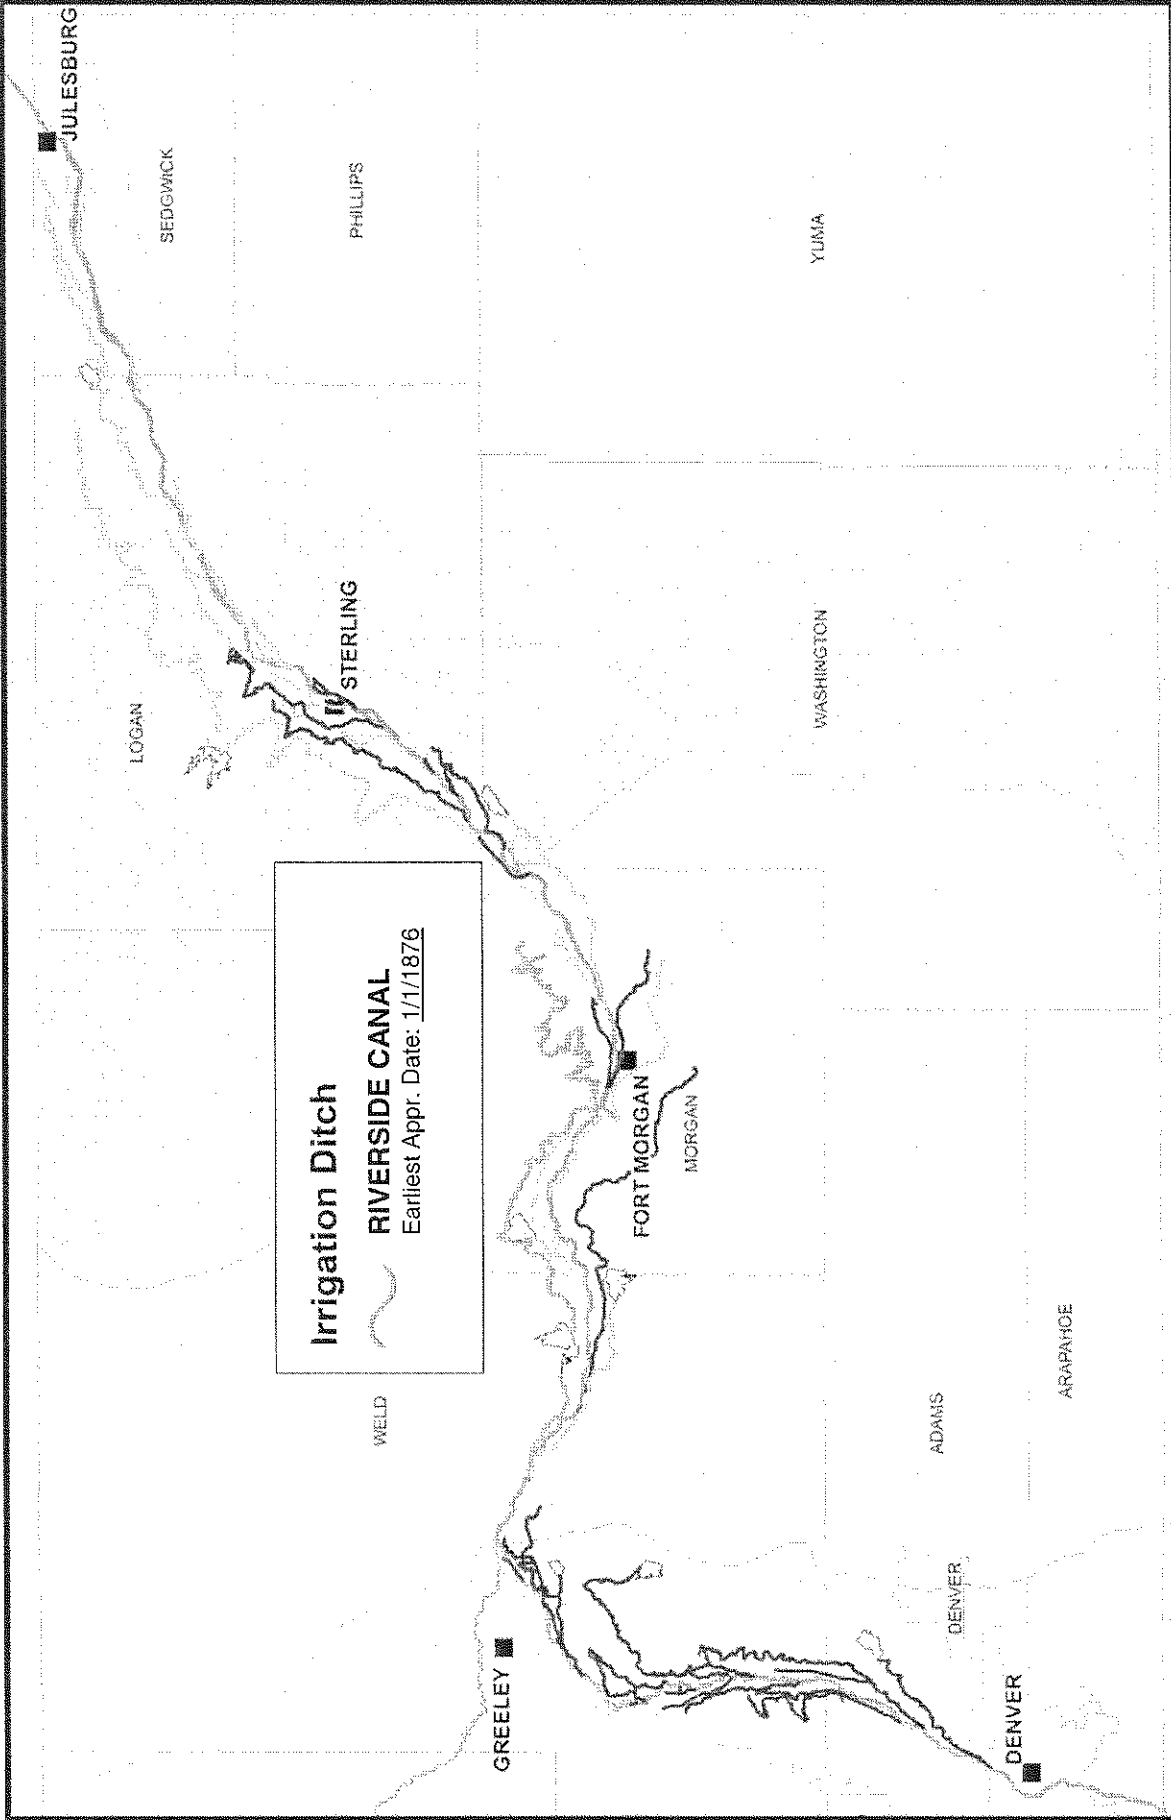 Irrigation Ditch
RIVERSIDE CANAL
Earliest Appr. Date: 1/1/1876
JULESBURG
SEDGWICK
PHILLIPS
YUMA
LOGAN
STERLING
WASHINGTON
WELD
FORT MORGAN
MORGAN
GREELEY
ADAMS
ARAPAHOE
DENVER
DENVER